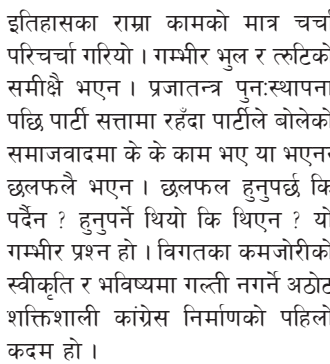 इतिहासका राम्रा कामको मात्र चर्चा
परिचर्चा गरियो । गम्भीर भुल र त्रुटिको
समीक्षै भएन । प्रजातन्त्र पुनःस्थापना
पछि पार्टी सत्तामा रहँदा पार्टीले बोलेको
समाजवादमा के के काम भए या भएनन्
छलफलै भएन । छलफल हुनुपर्छ कि
पर्दैन ? हुनुपर्ने थियो कि थिएन ? यो
गम्भीर प्रश्न हो । विगतका कमजोरीको
स्वीकृति र भविष्यमा गल्ती नगर्ने अठोट
शक्तिशाली कांग्रेस निर्माणको पहिलो
कदम हो ।